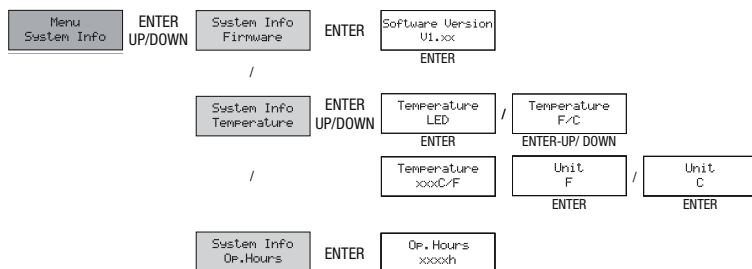 Menu
System Info
ENTER
UP/DOWN
System Info
Firmware
ENTER
Software Version
V1.xx
ENTER
/
System Info
Temperature
ENTER
UP/DOWN
Temperature
LED
ENTER
/
Temperature
F/C
ENTER-UP/ DOWN
/
Temperature
xxxC/F
Unit
F
ENTER
/
Unit
C
ENTER
System Info
Op.Hours
ENTER
Op.Hours
xxxxh